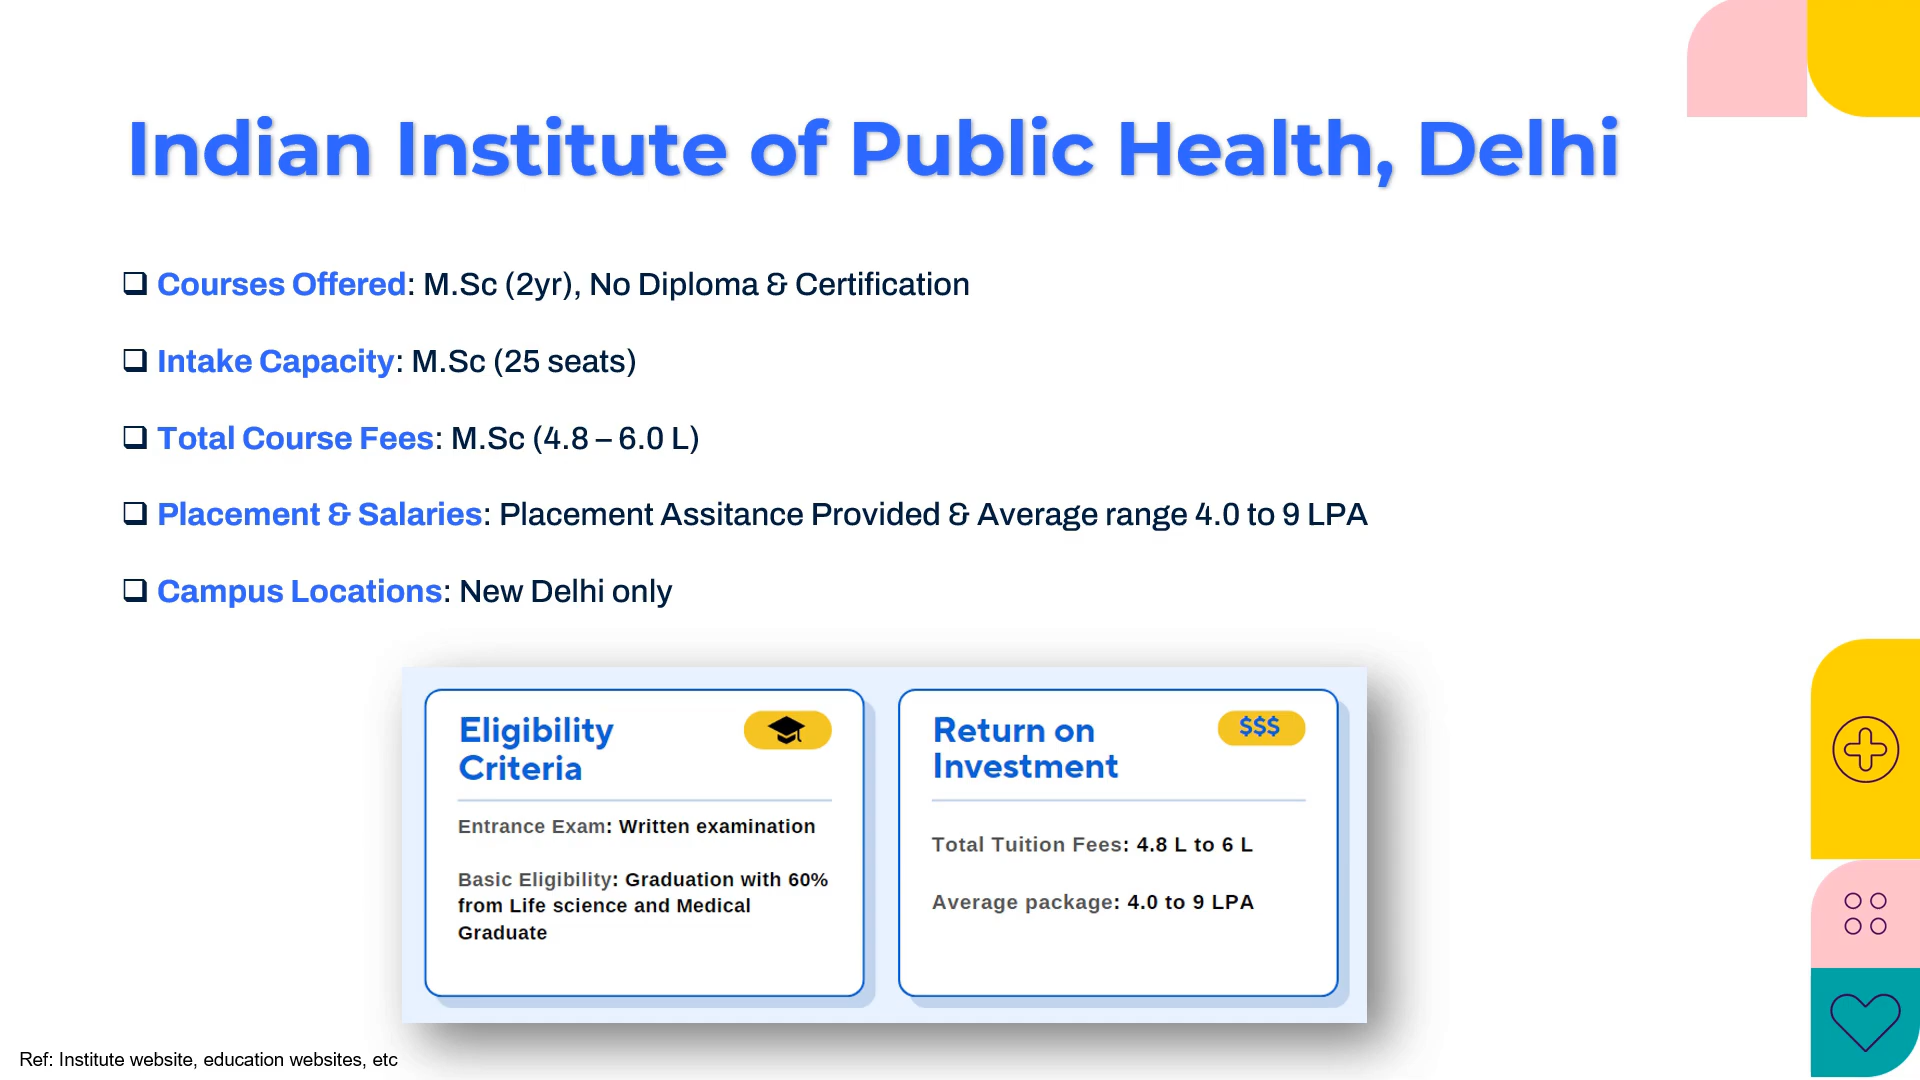 Indian Institute of Public Health, Delhi
❑ Courses Offered: M.Sc (2yr), No Diploma & Certification
❑ Intake Capacity: M.Sc (25 seats)
❑ Total Course Fees: M.Sc (4.8 – 6.0 L)
❑ Placement & Salaries: Placement Assitance Provided & Average range 4.0 to 9 LPA
❑ Campus Locations: New Delhi only
Eligibility
Criteria
Entrance Exam: Written examination
Basic Eligibility: Graduation with 60%
from Life science and Medical
Graduate
Return on
Investment
$$$
Total Tuition Fees: 4.8 L to 6 L
Average package: 4.0 to 9 LPA
Ref: Institute website, education websites, etc